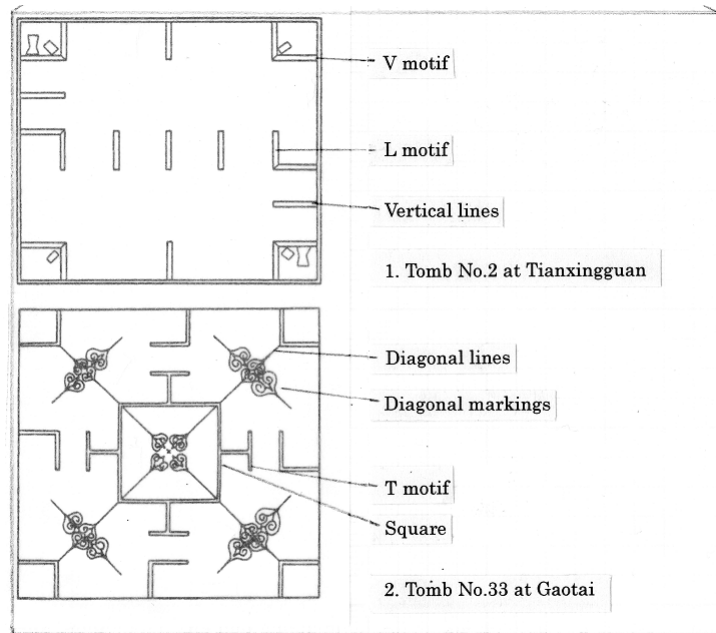 V motif
L motif
Vertical lines
1. Tomb No.2 at Tianxingguan
Diagonal lines
Diagonal markings
T motif
Square
2. Tomb No.33 at Gaotai